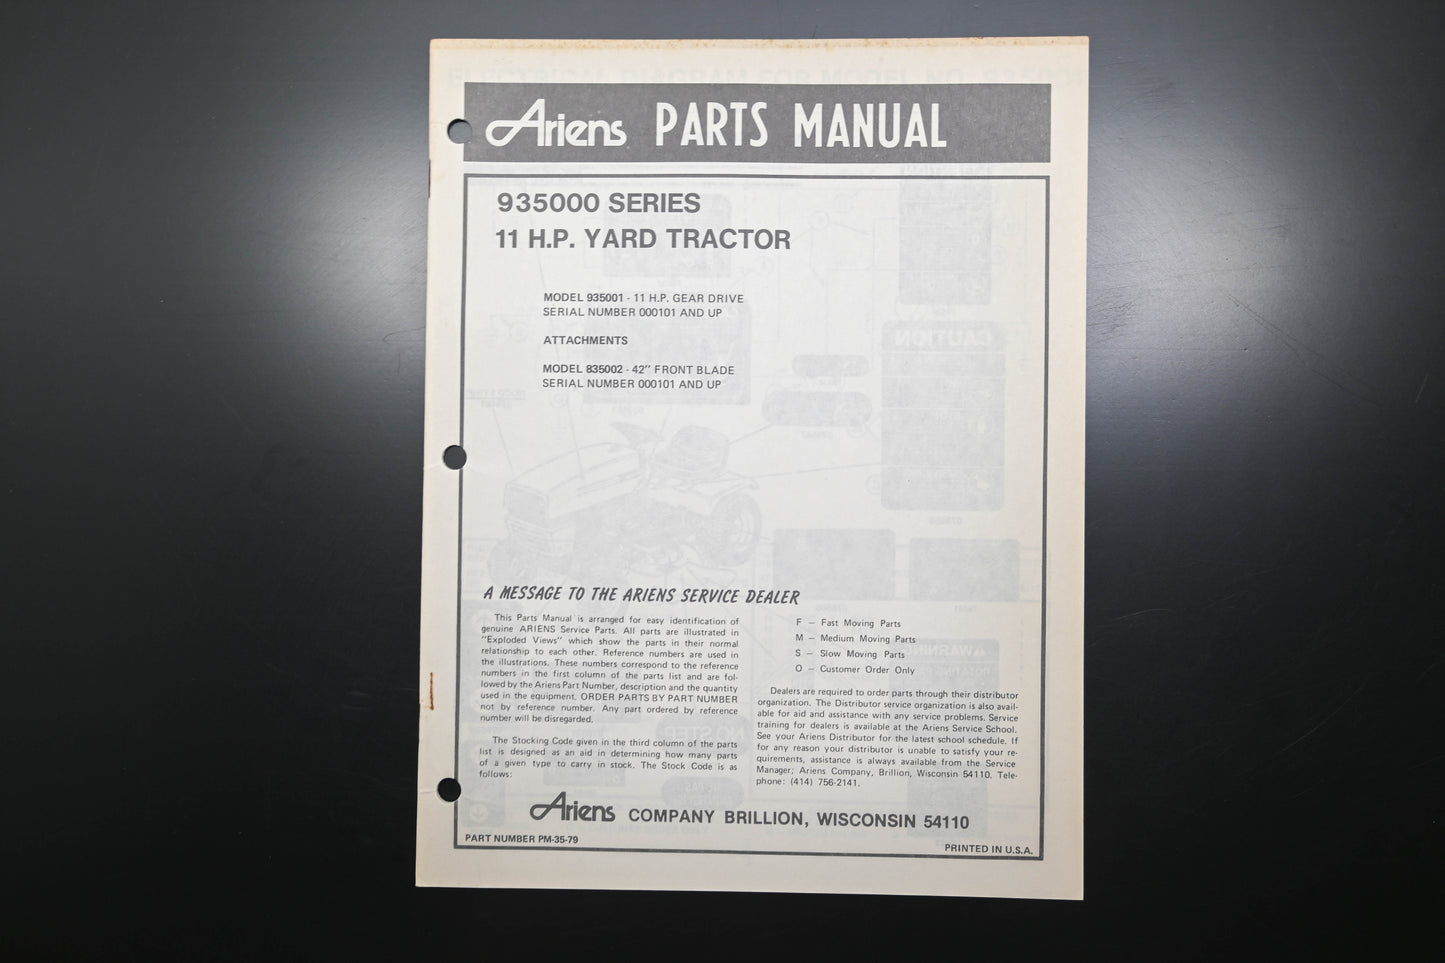 Ariens PARTS MANUAL
935000 SERIES
11 H.P. YARD TRACTOR
MODEL 935001 - 11 H.P. GEAR DRIVE
SERIAL NUMBER 000101 AND UP
ATTACHMENTS
MODEL 835002 - 42" FRONT BLADE
SERIAL NUMBER 000101 AND UP
A MESSAGE TO THE ARIENS SERVICE DEALER
This Parts Manual is arranged for easy identification of
genuine ARIENS Service Parts. All parts are illustrated in
"Exploded Views" which show the parts in their normal
relationship to each other. Reference numbers are used in
the illustrations. These numbers correspond to the reference
numbers in the first column of the parts list and are fol-
lowed by the Ariens Part Number, description and the quantity
used in the equipment. ORDER PARTS BY PART NUMBER
not by reference number. Any part ordered by reference
number will be disregarded.
The Stocking Code given in the third column of the parts
list is designed as an aid in determining how many parts
of a given type to carry in stock. The Stock Code is as
follows:
F – Fast Moving Parts
M – Medium Moving Parts
S – Slow Moving Parts
O – Customer Order Only
Dealers are required to order parts through their distributor
organization. The Distributor service organization is also avail-
able for aid and assistance with any service problems. Service
training for dealers is available at the Ariens Service School.
See your Ariens Distributor for the latest school schedule. If
for any reason your distributor is unable to satisfy your re-
quirements, assistance is always available from the Service
Manager; Ariens Company, Brillion, Wisconsin 54110. Tele-
phone: (414) 756-2141.
Ariens COMPANY BRILLION, WISCONSIN 54110
PART NUMBER PM-35-79
PRINTED IN U.S.A.